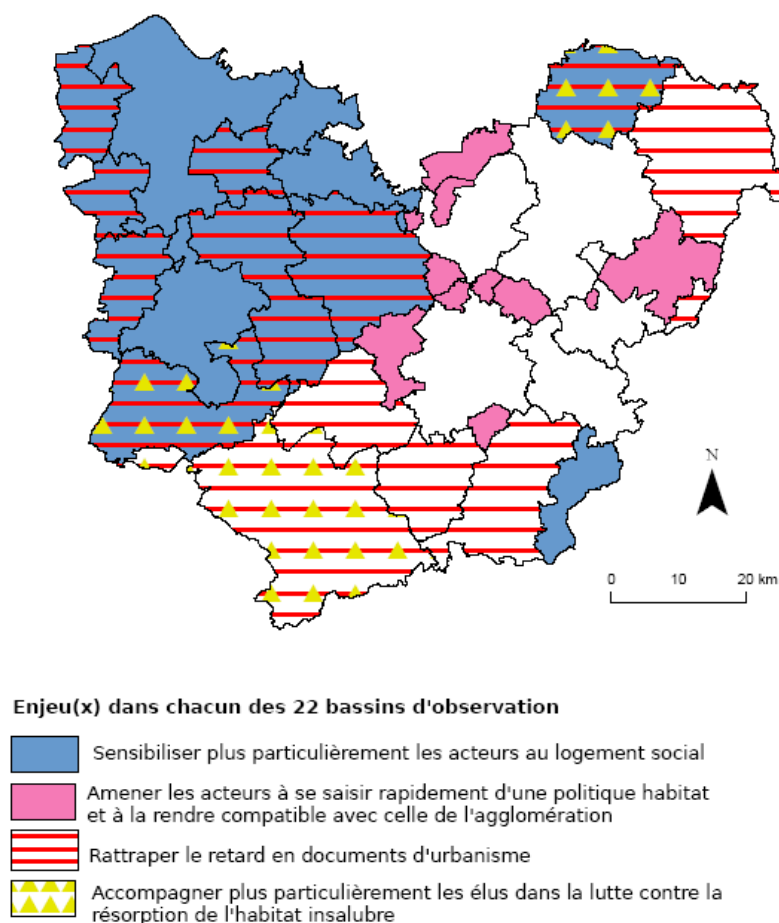 N
0 10 20 km
Enjeu(x) dans chacun des 22 bassins d'observation
Sensibiliser plus particulièrement les acteurs au logement social
Amener les acteurs à se saisir rapidement d'une politique habitat
et à la rendre compatible avec celle de l'agglomération
Rattraper le retard en documents d'urbanisme
Accompagner plus particulièrement les élus dans la lutte contre la
résorption de l'habitat insalubre